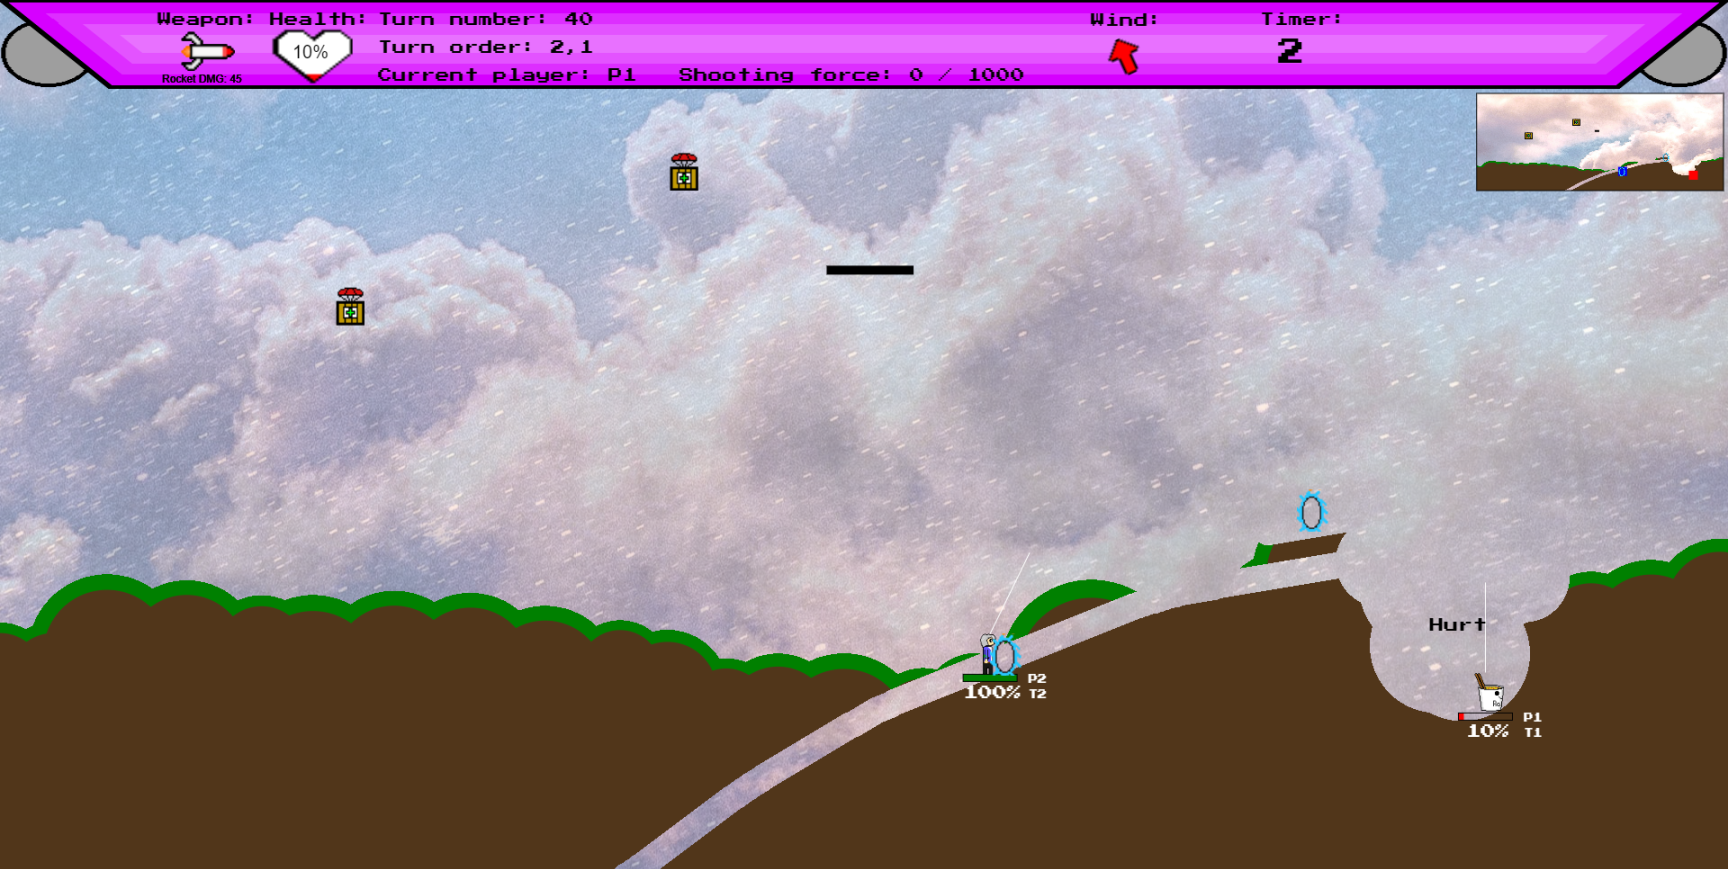 Weapon: Health: Turn number: 40 Wind: Timer:
10% Turn order: 2,1 2
Rocket DMG: 45 Current player: P1 Shooting force: 0 / 1000
Hurt
P2
100% T2
P1
10% T1